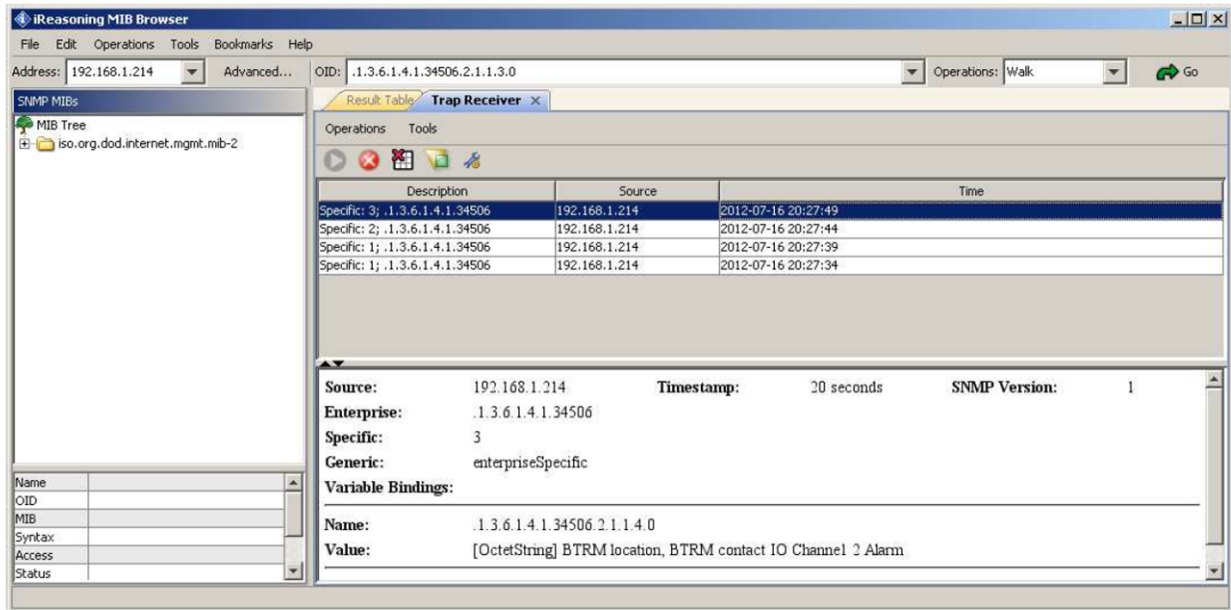 iReasoning MIB Browser
File Edit Operations Tools Bookmarks Help
Address: 192.168.1.214 Advanced... OID: .1.3.6.1.4.1.34506.2.1.1.3.0 Operations: Walk Go
SNMP MIBs
MIB Tree
iso.org.dod.internet.mgmt.mib-2
Name
OID
MIB
Syntax
Access
Status
Result Table Trap Receiver
Operations Tools
Description Source Time
Specific: 3; .1.3.6.1.4.1.34506 192.168.1.214 2012-07-16 20:27:49
Specific: 2; .1.3.6.1.4.1.34506 192.168.1.214 2012-07-16 20:27:44
Specific: 1; .1.3.6.1.4.1.34506 192.168.1.214 2012-07-16 20:27:39
Specific: 1; .1.3.6.1.4.1.34506 192.168.1.214 2012-07-16 20:27:34
Source: 192.168.1.214 Timestamp: 20 seconds SNMP Version: 1
Enterprise: .1.3.6.1.4.1.34506
Specific: 3
Generic: enterpriseSpecific
Variable Bindings:
Name: .1.3.6.1.4.1.34506.2.1.1.4.0
Value: [OctetString] BTRM location, BTRM contact IO Channel 2 Alarm